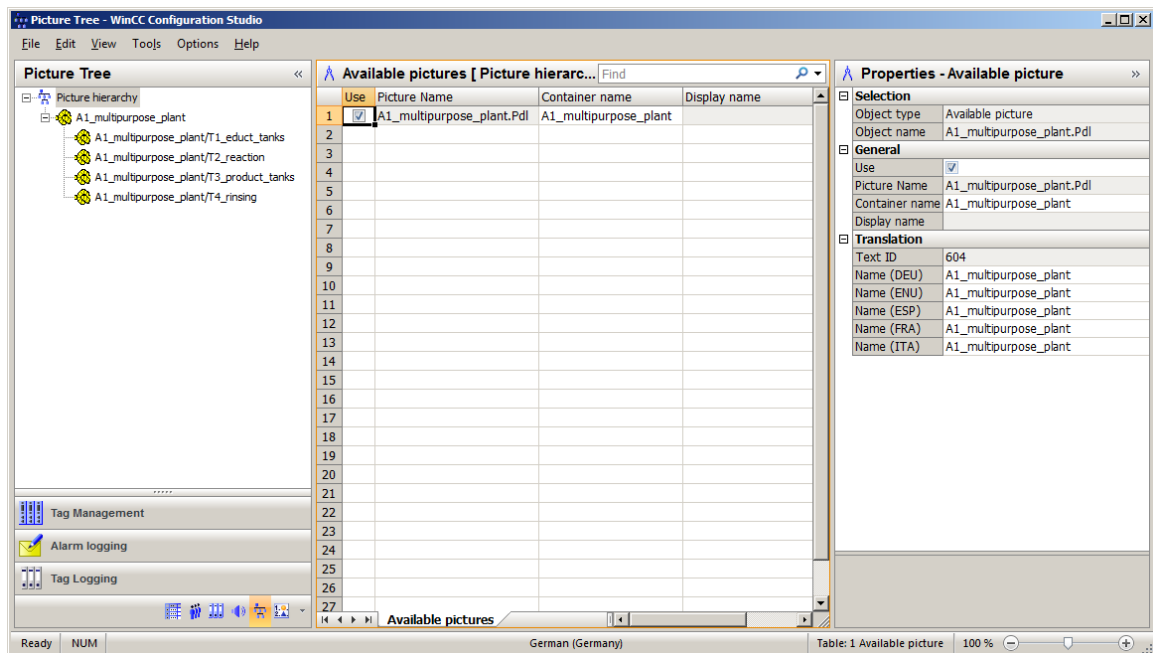 Picture Tree - WinCC Configuration Studio
File Edit View Tools Options Help
Picture Tree «
Picture hierarchy
A1_multipurpose_plant
A1_multipurpose_plant/T1_educt_tanks
A1_multipurpose_plant/T2_reaction
A1_multipurpose_plant/T3_product_tanks
A1_multipurpose_plant/T4_rinsing
Tag Management
Alarm logging
Tag Logging
Available pictures [ Picture hierarc... Find
Use Picture Name Container name Display name
1 A1_multipurpose_plant.Pdl A1_multipurpose_plant
2
3
4
5
6
7
8
9
10
11
12
13
14
15
16
17
18
19
20
21
22
23
24
25
26
27
Available pictures
Properties - Available picture »
Selection
Object type Available picture
Object name A1_multipurpose_plant.Pdl
General
Use
Picture Name A1_multipurpose_plant.Pdl
Container name A1_multipurpose_plant
Display name
Translation
Text ID 604
Name (DEU) A1_multipurpose_plant
Name (ENU) A1_multipurpose_plant
Name (ESP) A1_multipurpose_plant
Name (FRA) A1_multipurpose_plant
Name (ITA) A1_multipurpose_plant
Ready NUM German (Germany) Table: 1 Available picture 100 %